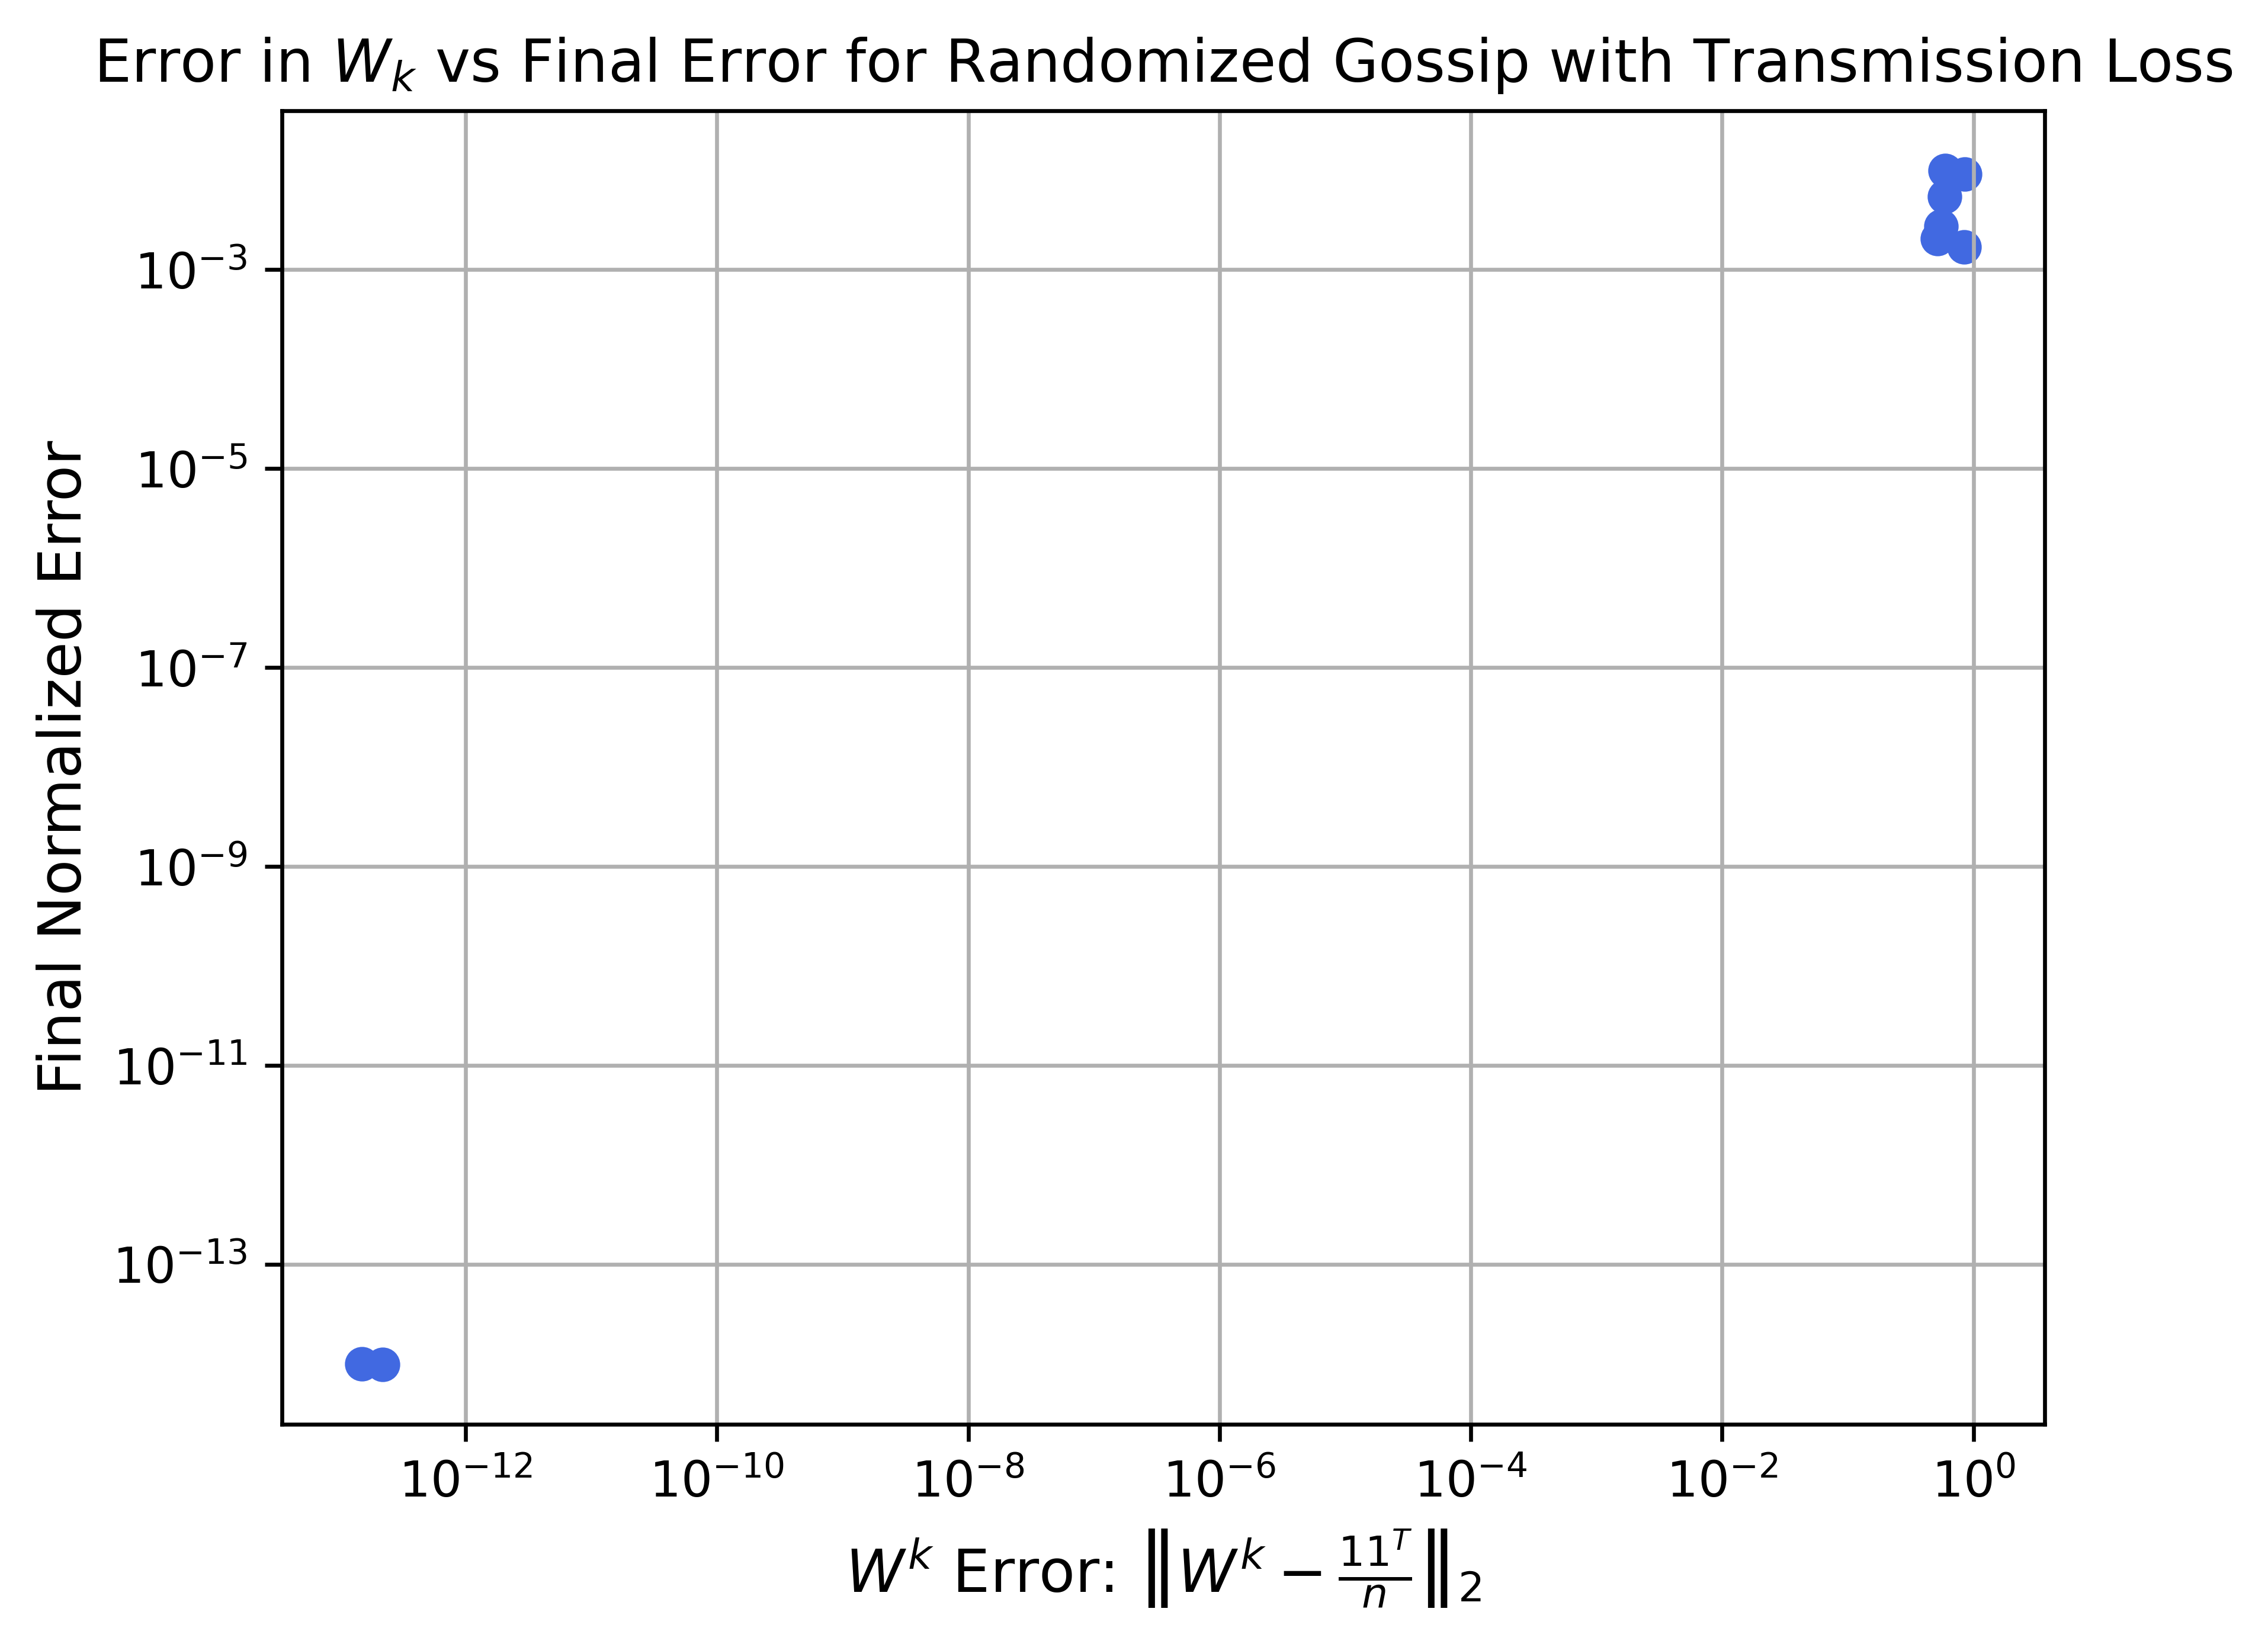 Error in $W_k$ vs Final Error for Randomized Gossip with Transmission Loss
Final Normalized Error
$10^{-3}$
$10^{-5}$
$10^{-7}$
$10^{-9}$
$10^{-11}$
$10^{-13}$
$10^{-12}$ $10^{-10}$ $10^{-8}$ $10^{-6}$ $10^{-4}$ $10^{-2}$ $10^{0}$
$W^k$ Error: $\left\|W^k - \frac{11^T}{n}\right\|_2$